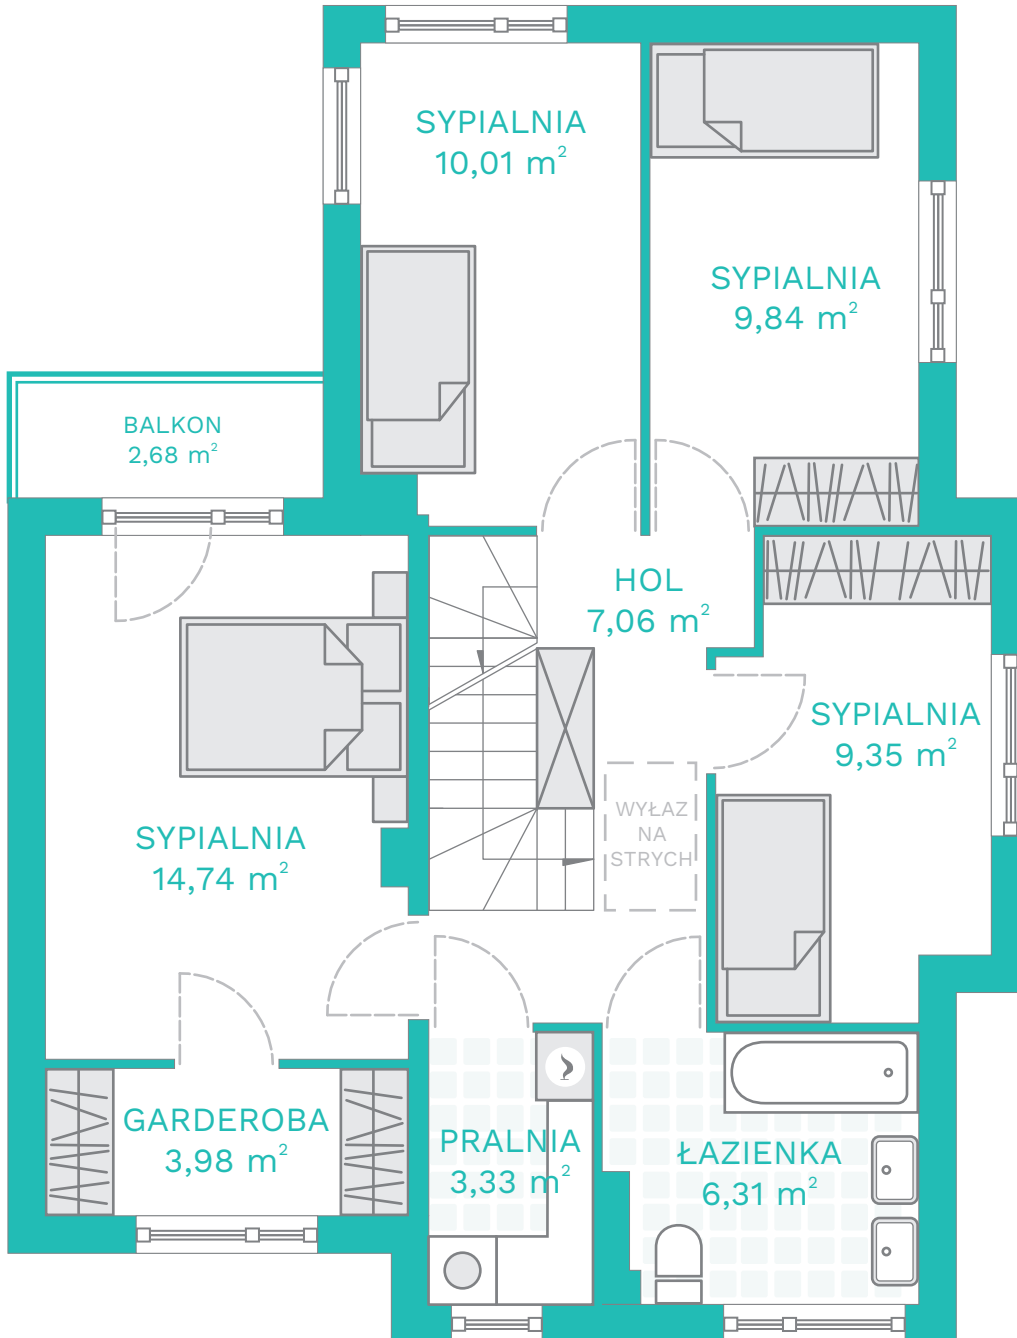 SYPIALNIA
10,01 m²
SYPIALNIA
9,84 m²
BALKON
2,68 m²
HOL
7,06 m²
SYPIALNIA
9,35 m²
WYŁAZ
NA
STRYCH
SYPIALNIA
14,74 m²
GARDEROBA
3,98 m²
PRALNIA
3,33 m²
ŁAZIENKA
6,31 m²